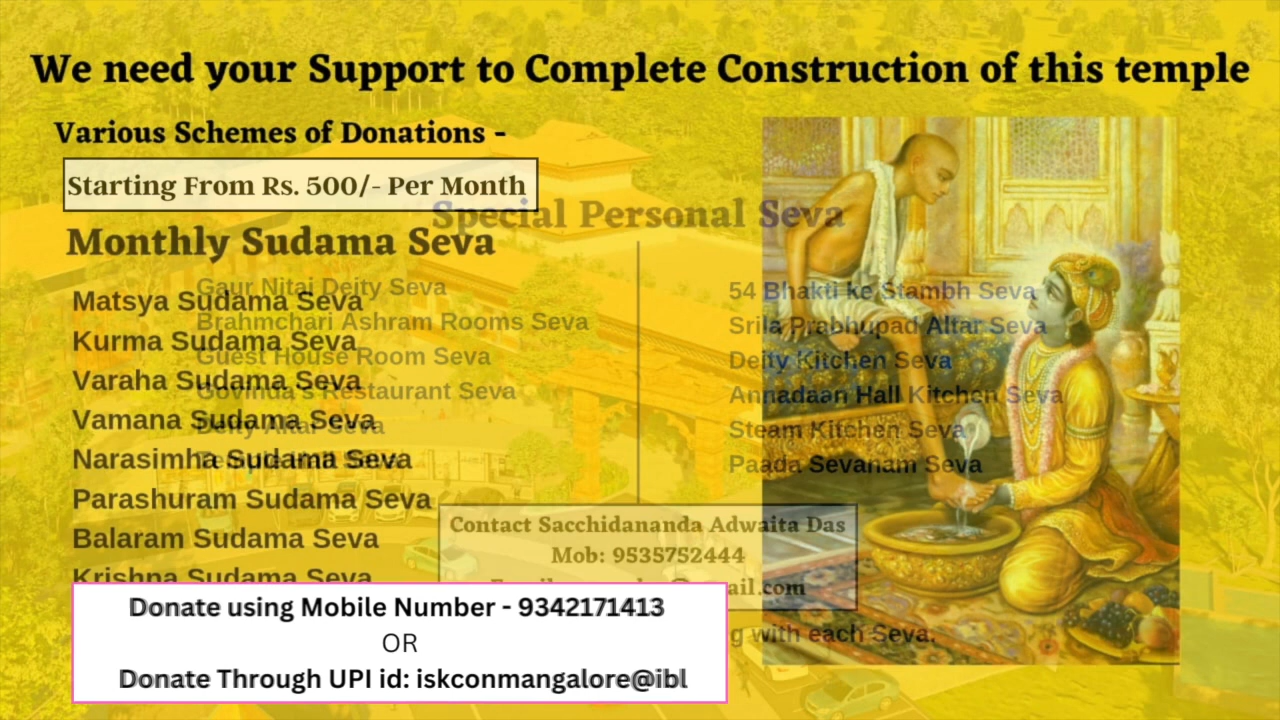 We need your Support to Complete Construction of this temple
Various Schemes of Donations -
Starting From Rs. 500/- Per Month
Monthly Sudama Seva
Matsya Sudama Seva
Kurma Sudama Seva
Varaha Sudama Seva
Vamana Sudama Seva
Narasimha Sudama Seva
Parashuram Sudama Seva
Balaram Sudama Seva
Krishna Sudama Seva
Special Personal Seva
Gaur Nitai Deity Seva
Brahmchari Ashram Rooms Seva
Guest House Room Seva
Govinda's Restaurant Seva
Deity Altar Seva
54 Bhakti ke Stambh Seva
Srila Prabhupad Altar Seva
Deity Kitchen Seva
Annadaan Hall Kitchen Seva
Steam Kitchen Seva
Paada Sevanam Seva
Contact Sacchidananda Adwaita Das
Mob: 9535752444
with each Seva.
Donate using Mobile Number - 9342171413
OR
Donate Through UPI id: iskconmangalore@ibl